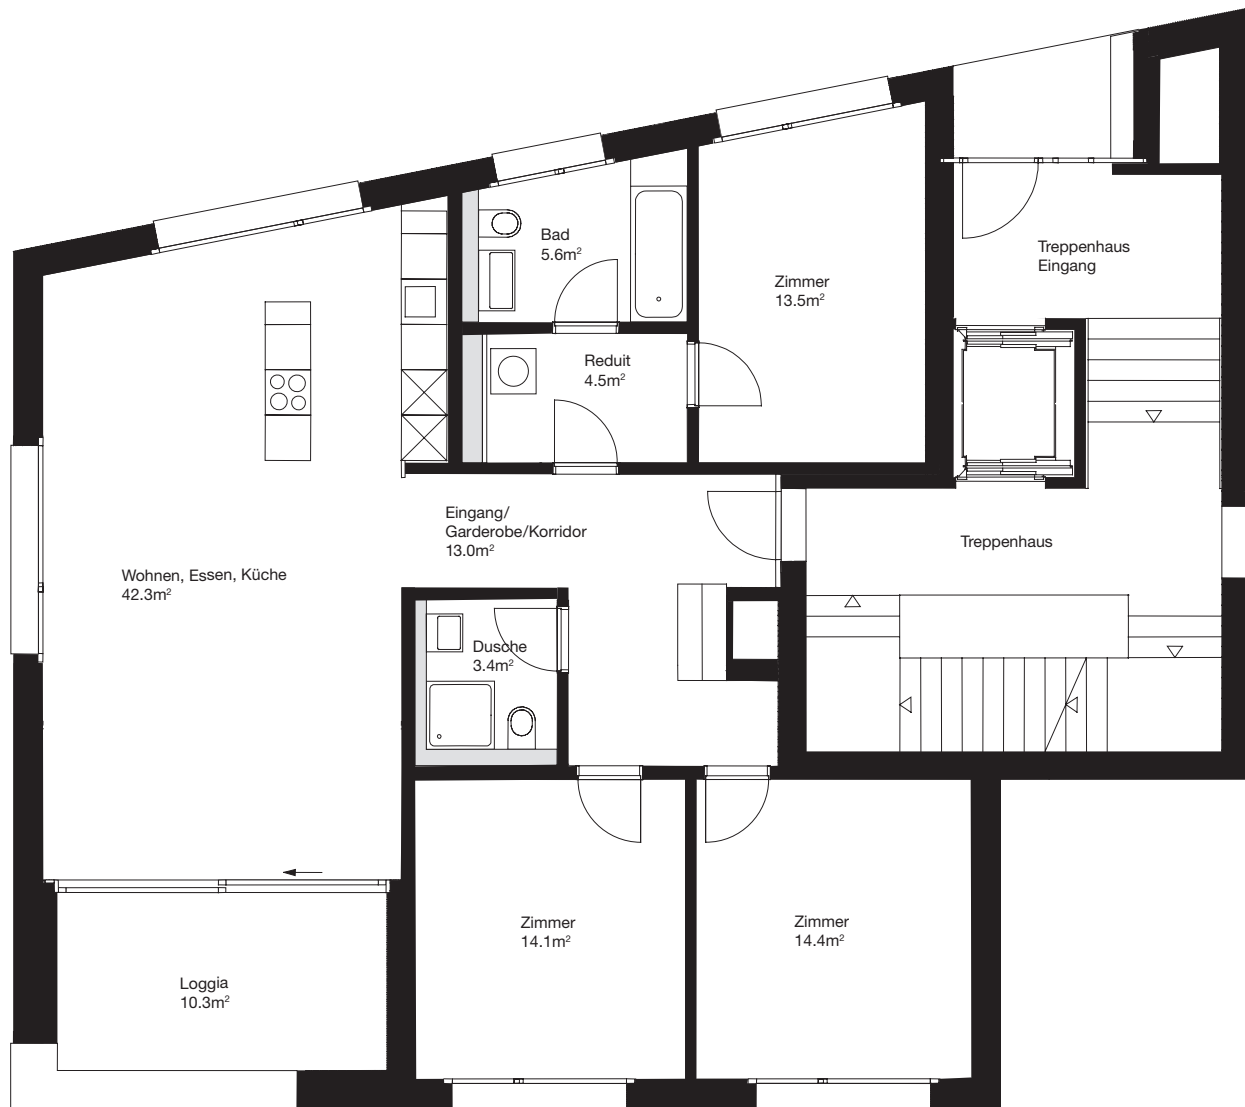 Bad
5.6m²
Zimmer
13.5m²
Treppenhaus
Eingang
Reduit
4.5m²
Eingang/
Garderobe/Korridor
13.0m²
Treppenhaus
Wohnen, Essen, Küche
42.3m²
Dusche
3.4m²
Zimmer
14.1m²
Zimmer
14.4m²
Loggia
10.3m²